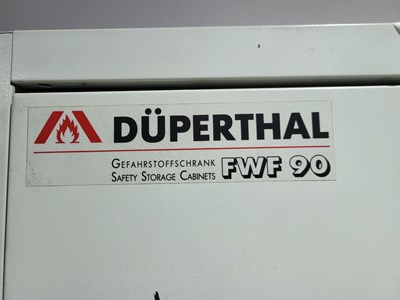 DÜPERTHAL
GEFAHRSTOFFSCHRANK
SAFETY STORAGE CABINETS FWF 90